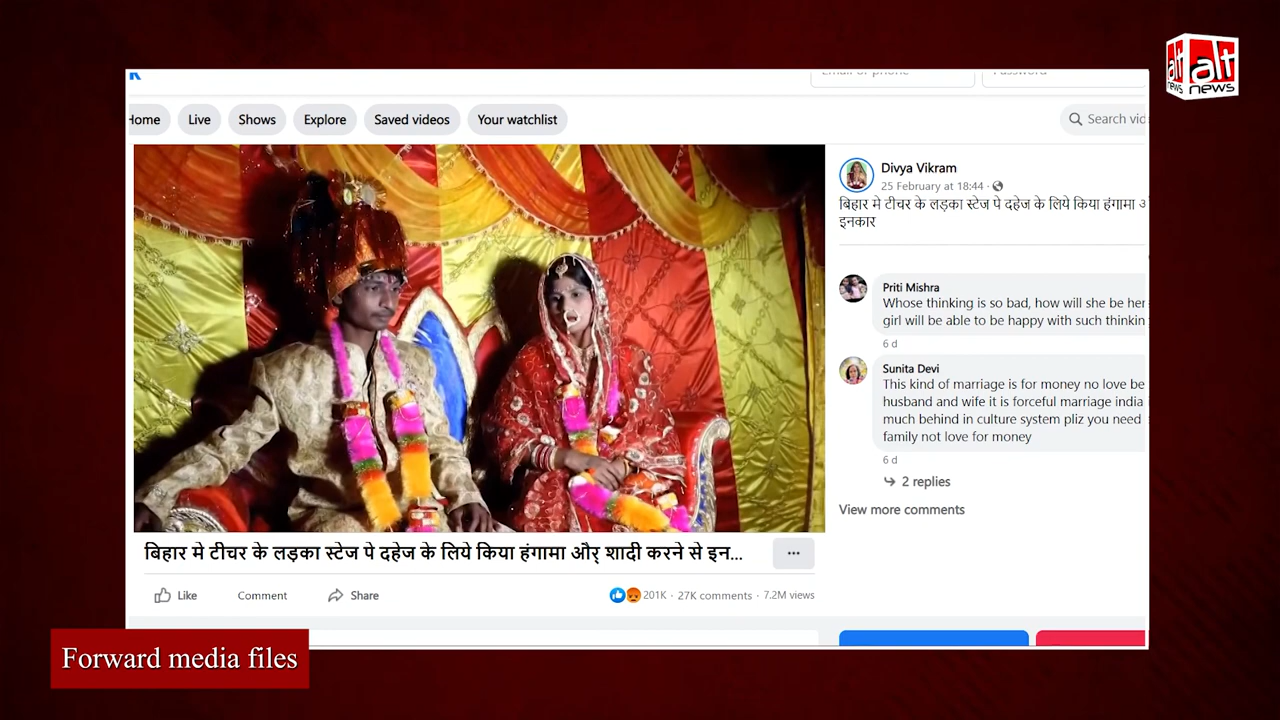 alt
news
alt
news
Home
Live
Shows
Explore
Saved videos
Your watchlist
Search
Divya Vikram
25 February at 18:44
बिहार मे टीचर के लड़का स्टेज पे दहेज के लिये किया हंगामा
इनकार
Priti Mishra
Whose thinking is so bad, how will she be
girl will be able to be happy with such
6 d
Sunita Devi
This kind of marriage is for money no love be
husband and wife it is forceful marriage india
much behind in culture system pliz you need
family not love for money
6 d
2 replies
View more comments
बिहार मे टीचर के लड़का स्टेज पे दहेज के लिये किया हंगामा और् शादी करने से इन...
Like
Comment
Share
201K · 27K comments · 7.2M views
Forward media files